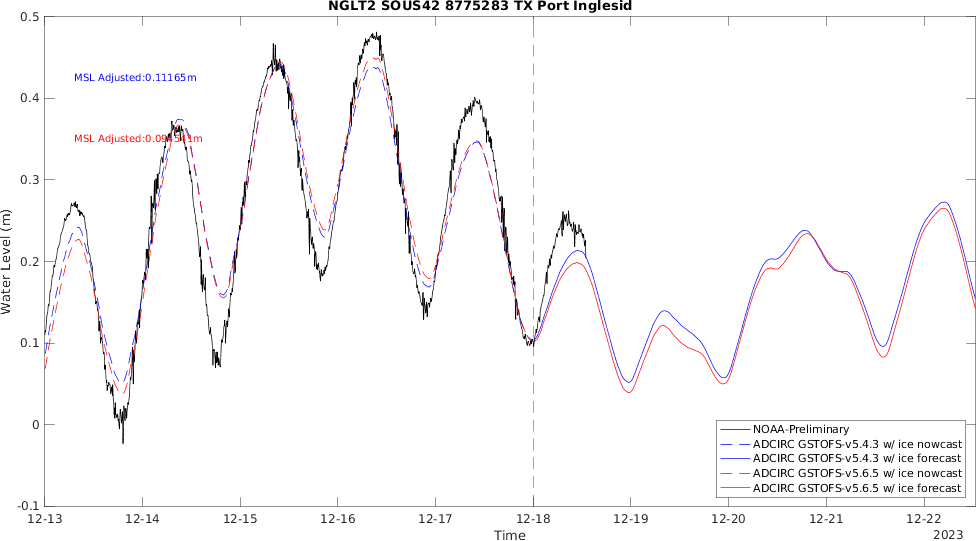 NGLT2 SOUS42 8775283 TX Port Inglesid
0.5
0.4
0.3
0.2
0.1
0
-0.1
Water Level (m)
MSL Adjusted:0.11165m
MSL
12-13
12-14
12-15
12-16
12-17
12-18
12-19
12-20
12-21
12-22
Time
2023
NOAA-Preliminary
ADCIRC GSTOFS-v5.4.3 w/ ice nowcast
ADCIRC GSTOFS-v5.4.3 w/ ice forecast
ADCIRC GSTOFS-v5.6.5 w/ ice nowcast
ADCIRC GSTOFS-v5.6.5 w/ ice forecast